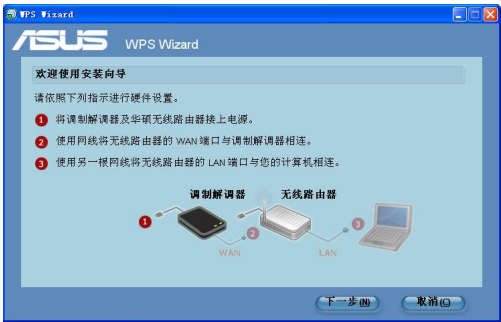 WPS Wizard
ASUS WPS Wizard
欢迎使用安装向导
请依照下列指示进行硬件设置。
1 将调制解调器及华硕无线路由器接上电源。
2 使用网线将无线路由器的 WAN 端口与调制解调器相连。
3 使用另一根网线将无线路由器的 LAN 端口与您的计算机相连。
调制解调器 无线路由器
1 2 3
WAN LAN
下一步(N) 取消(C)